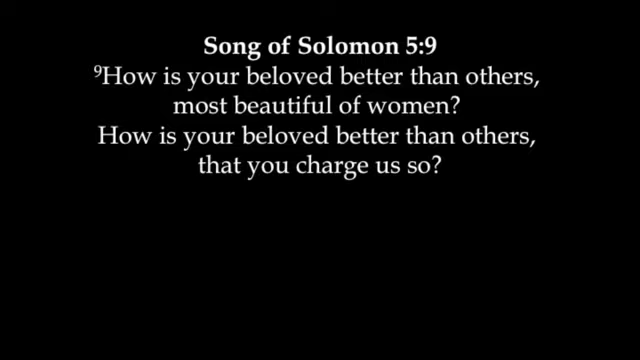 Song of Solomon 5:9
⁹How is your beloved better than others,
most beautiful of women?
How is your beloved better than others,
that you charge us so?